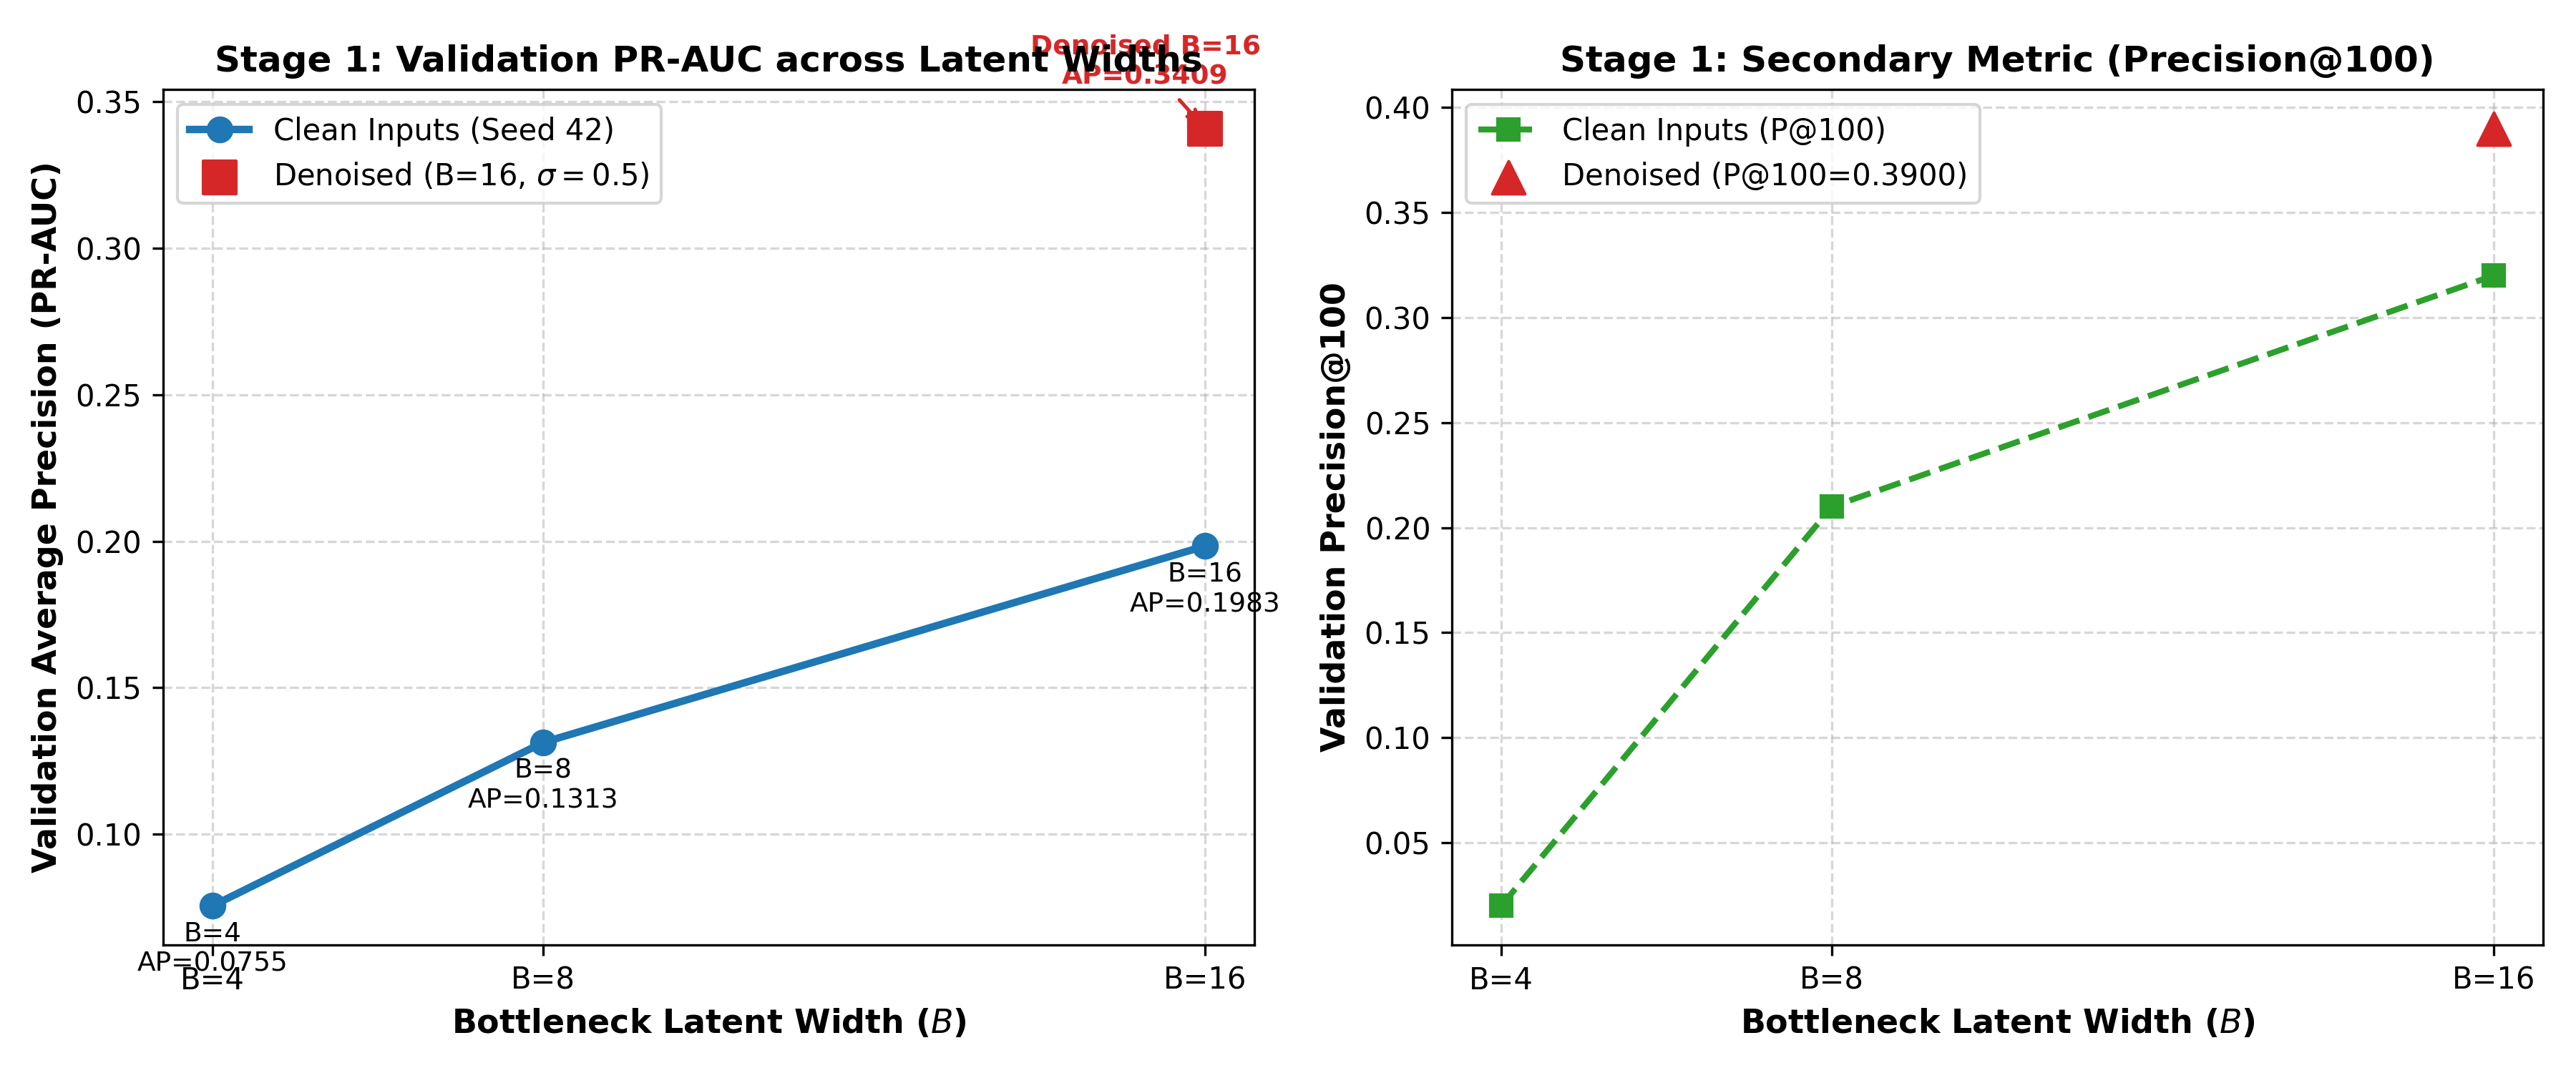 Stage 1: Validation PR-AUC across Latent Widths
Denoised B=16
AP=0.3409
Validation Average Precision (PR-AUC)
0.35
0.30
0.25
0.20
0.15
0.10
Clean Inputs (Seed 42)
Denoised (B=16, σ = 0.5)
B=16
AP=0.1983
B=8
AP=0.1313
B=4
AP=0.0755
B=4
B=8
B=16
Bottleneck Latent Width (B)
Stage 1: Secondary Metric (Precision@100)
Validation Precision@100
0.40
0.35
0.30
0.25
0.20
0.15
0.10
0.05
Clean Inputs (P@100)
Denoised (P@100=0.3900)
B=4
B=8
B=16
Bottleneck Latent Width (B)